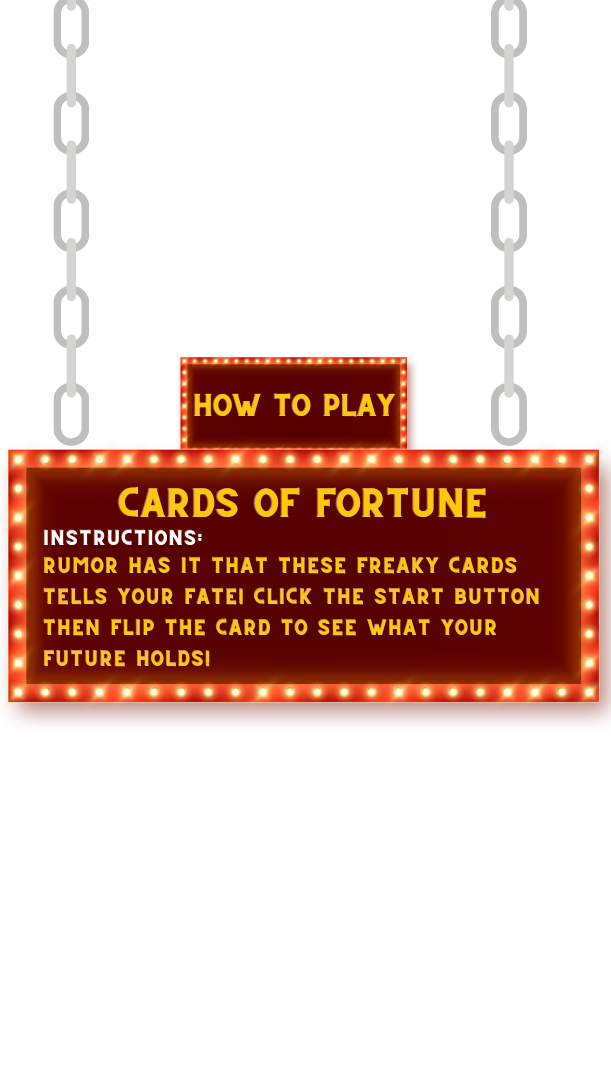 HOW TO PLAY
CARDS OF FORTUNE
INSTRUCTIONS:
RUMOR HAS IT THAT THESE FREAKY CARDS
TELLS YOUR FATE! CLICK THE START BUTTON
THEN FLIP THE CARD TO SEE WHAT YOUR
FUTURE HOLDS!